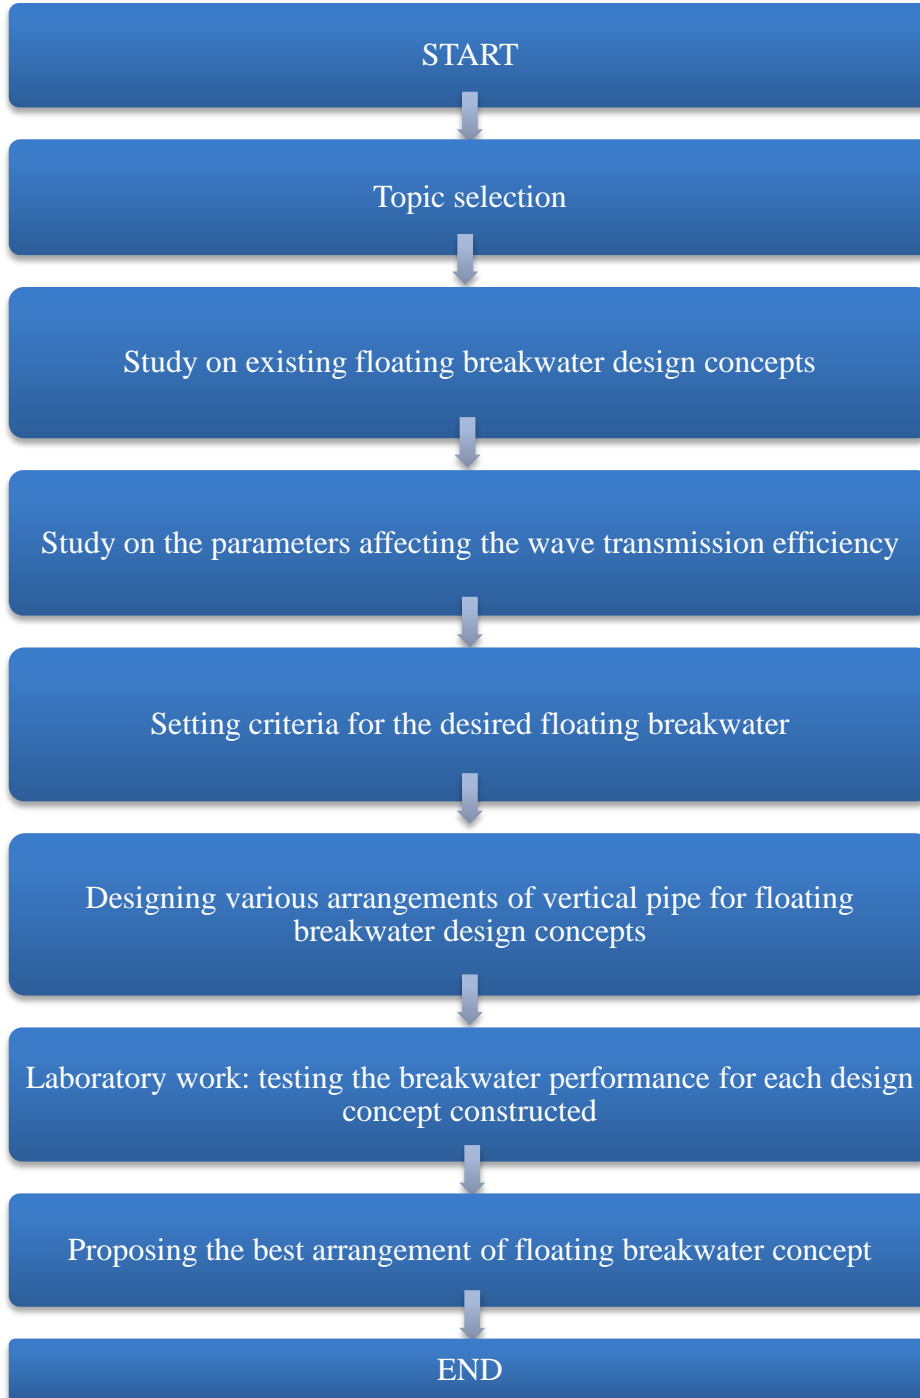 START
Topic selection
Study on existing floating breakwater design concepts
Study on the parameters affecting the wave transmission efficiency
Setting criteria for the desired floating breakwater
Designing various arrangements of vertical pipe for floating
breakwater design concepts
Laboratory work: testing the breakwater performance for each design
concept constructed
Proposing the best arrangement of floating breakwater concept
END